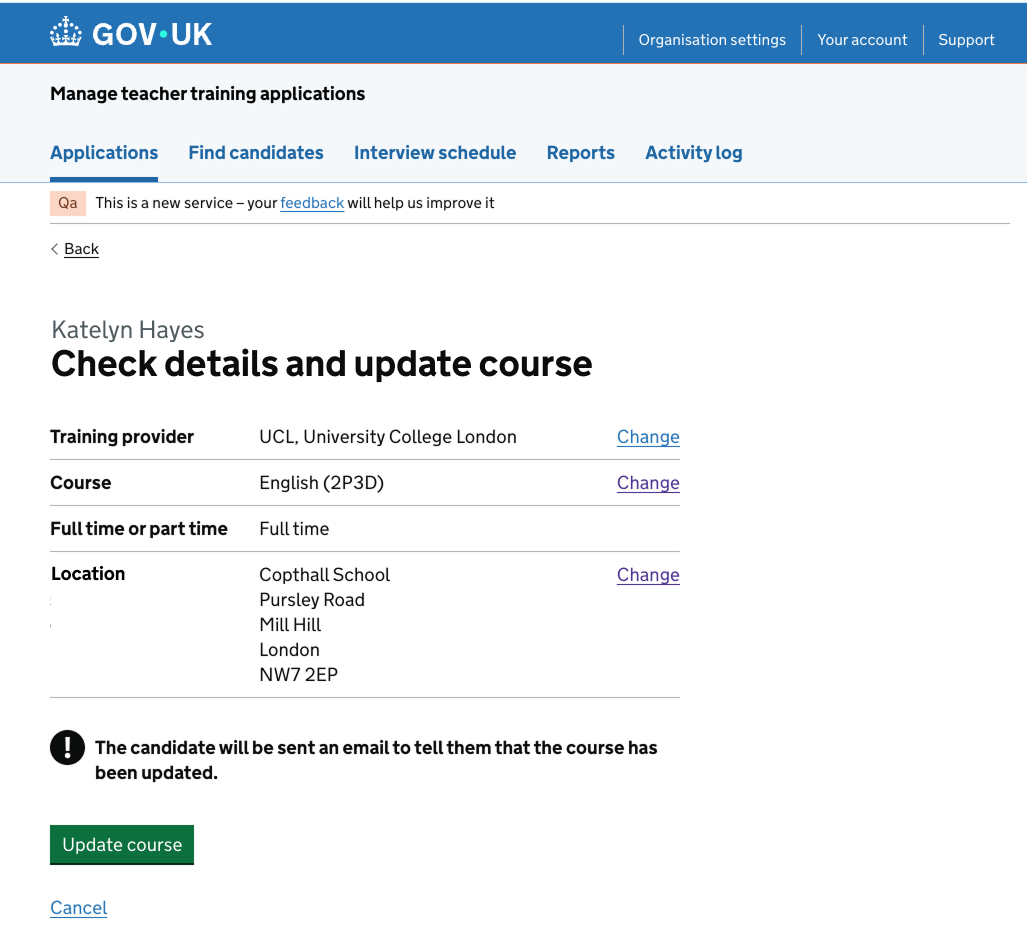 GOV·UK
Organisation settings
Your account
Support
Manage teacher training applications
Applications
Find candidates
Interview schedule
Reports
Activity log
Qa
This is a new service – your feedback will help us improve it
Back
Katelyn Hayes
Check details and update course
Training provider
UCL, University College London
Change
Course
English (2P3D)
Change
Full time or part time
Full time
Location
Copthall School
Change
Pursley Road
Mill Hill
London
NW7 2EP
!
The candidate will be sent an email to tell them that the course has
been updated.
Update course
Cancel